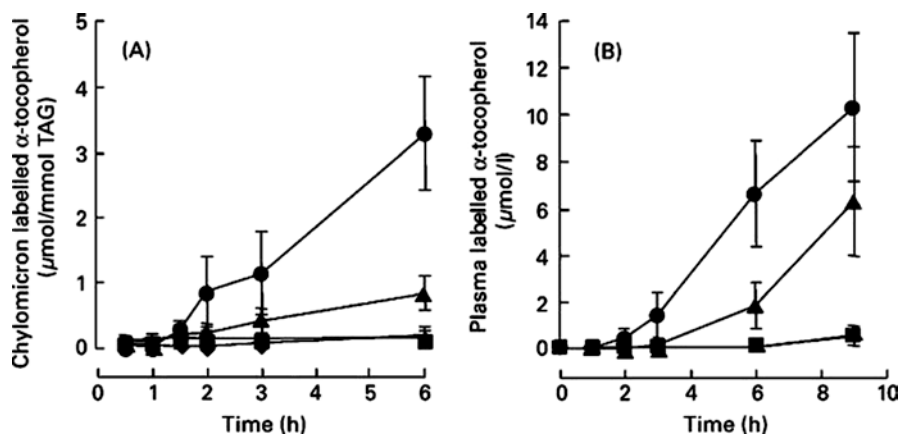 (A)
Chylomicron labelled α-tocopherol
(µmol/mmol TAG)
5
4
3
2
1
0
0 1 2 3 4 5 6
Time (h)
(B)
Plasma labelled α-tocopherol
(µmol/l)
14
12
10
8
6
4
2
0
0 2 4 6 8 10
Time (h)